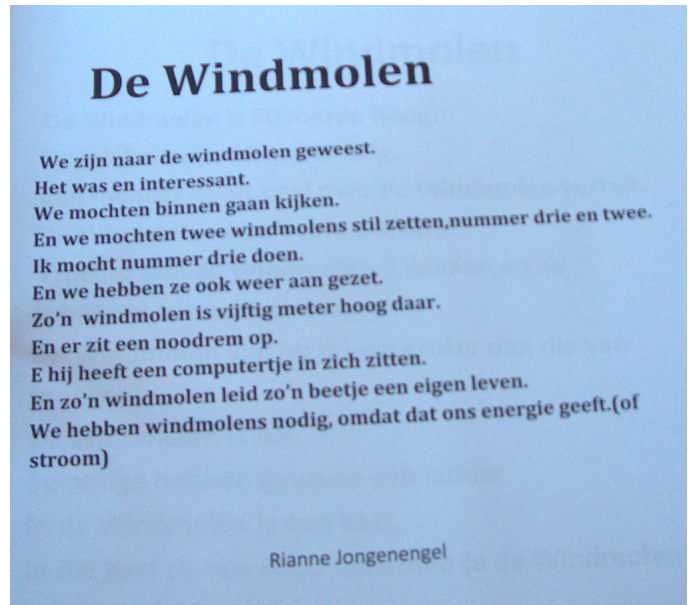 De Windmolen
We zijn naar de windmolen geweest.
Het was en interessant.
We mochten binnen gaan kijken.
En we mochten twee windmolens stil zetten,nummer drie en twee.
Ik mocht nummer drie doen.
En we hebben ze ook weer aan gezet.
Zo’n windmolen is vijftig meter hoog daar.
En er zit een noodrem op.
E hij heeft een computertje in zich zitten.
En zo’n windmolen leid zo’n beetje een eigen leven.
We hebben windmolens nodig, omdat dat ons energie geeft.(of
stroom)
Rianne Jongenengel